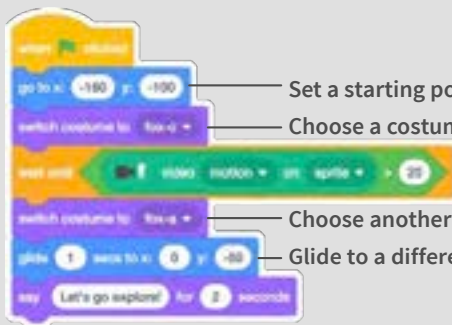 when clicked
go to x: -160 y: -100
Set a starting po
switch costume to fox-c
Choose a costum
wait until video motion on sprite > 20
switch costume to fox-a
Choose another
glide 1 secs to x: 0 y: -50
Glide to a differe
say Let's go explore! for 2 seconds